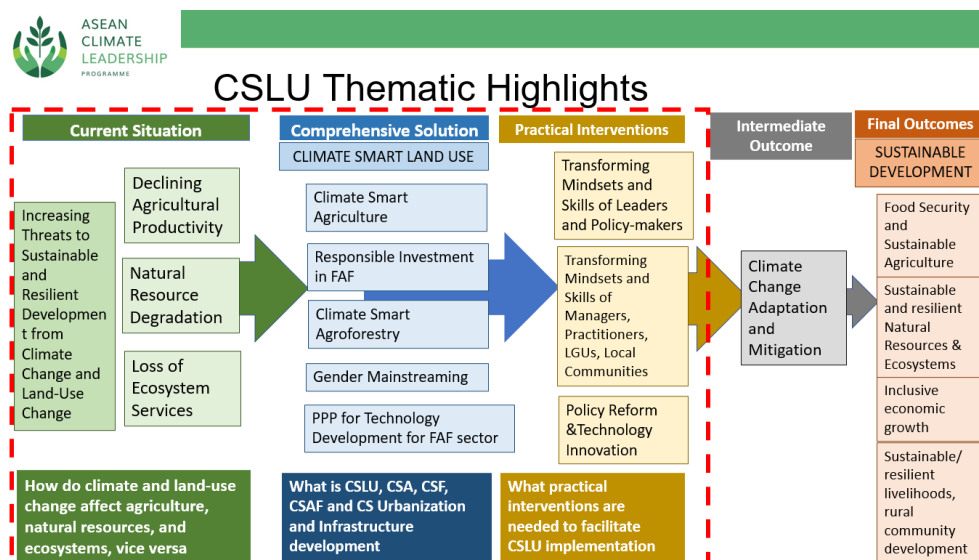 ASEAN
CLIMATE
LEADERSHIP
PROGRAMME
CSLU Thematic Highlights
Current Situation
Increasing
Threats to
Sustainable
and
Resilient
Developmen
t from
Climate
Change and
Land-Use
Change
Declining
Agricultural
Productivity
Natural
Resource
Degradation
Loss of
Ecosystem
Services
How do climate and land-use
change affect agriculture,
natural resources, and
ecosystems, vice versa
Comprehensive Solution
CLIMATE SMART LAND USE
Climate Smart
Agriculture
Responsible Investment
in FAF
Climate Smart
Agroforestry
Gender Mainstreaming
PPP for Technology
Development for FAF sector
What is CSLU, CSA, CSF,
CSAF and CS Urbanization
and Infrastructure
development
Practical Interventions
Transforming
Mindsets and
Skills of Leaders
and Policy-makers
Transforming
Mindsets and
Skills of
Managers,
Practitioners,
LGUs, Local
Communities
Policy Reform
&Technology
Innovation
What practical
interventions are
needed to facilitate
CSLU implementation
Intermediate
Outcome
Climate
Change
Adaptation
and
Mitigation
Final Outcomes
SUSTAINABLE
DEVELOPMENT
Food Security
and
Sustainable
Agriculture
Sustainable
and resilient
Natural
Resources &
Ecosystems
Inclusive
economic
growth
Sustainable/
resilient
livelihoods,
rural
community
development